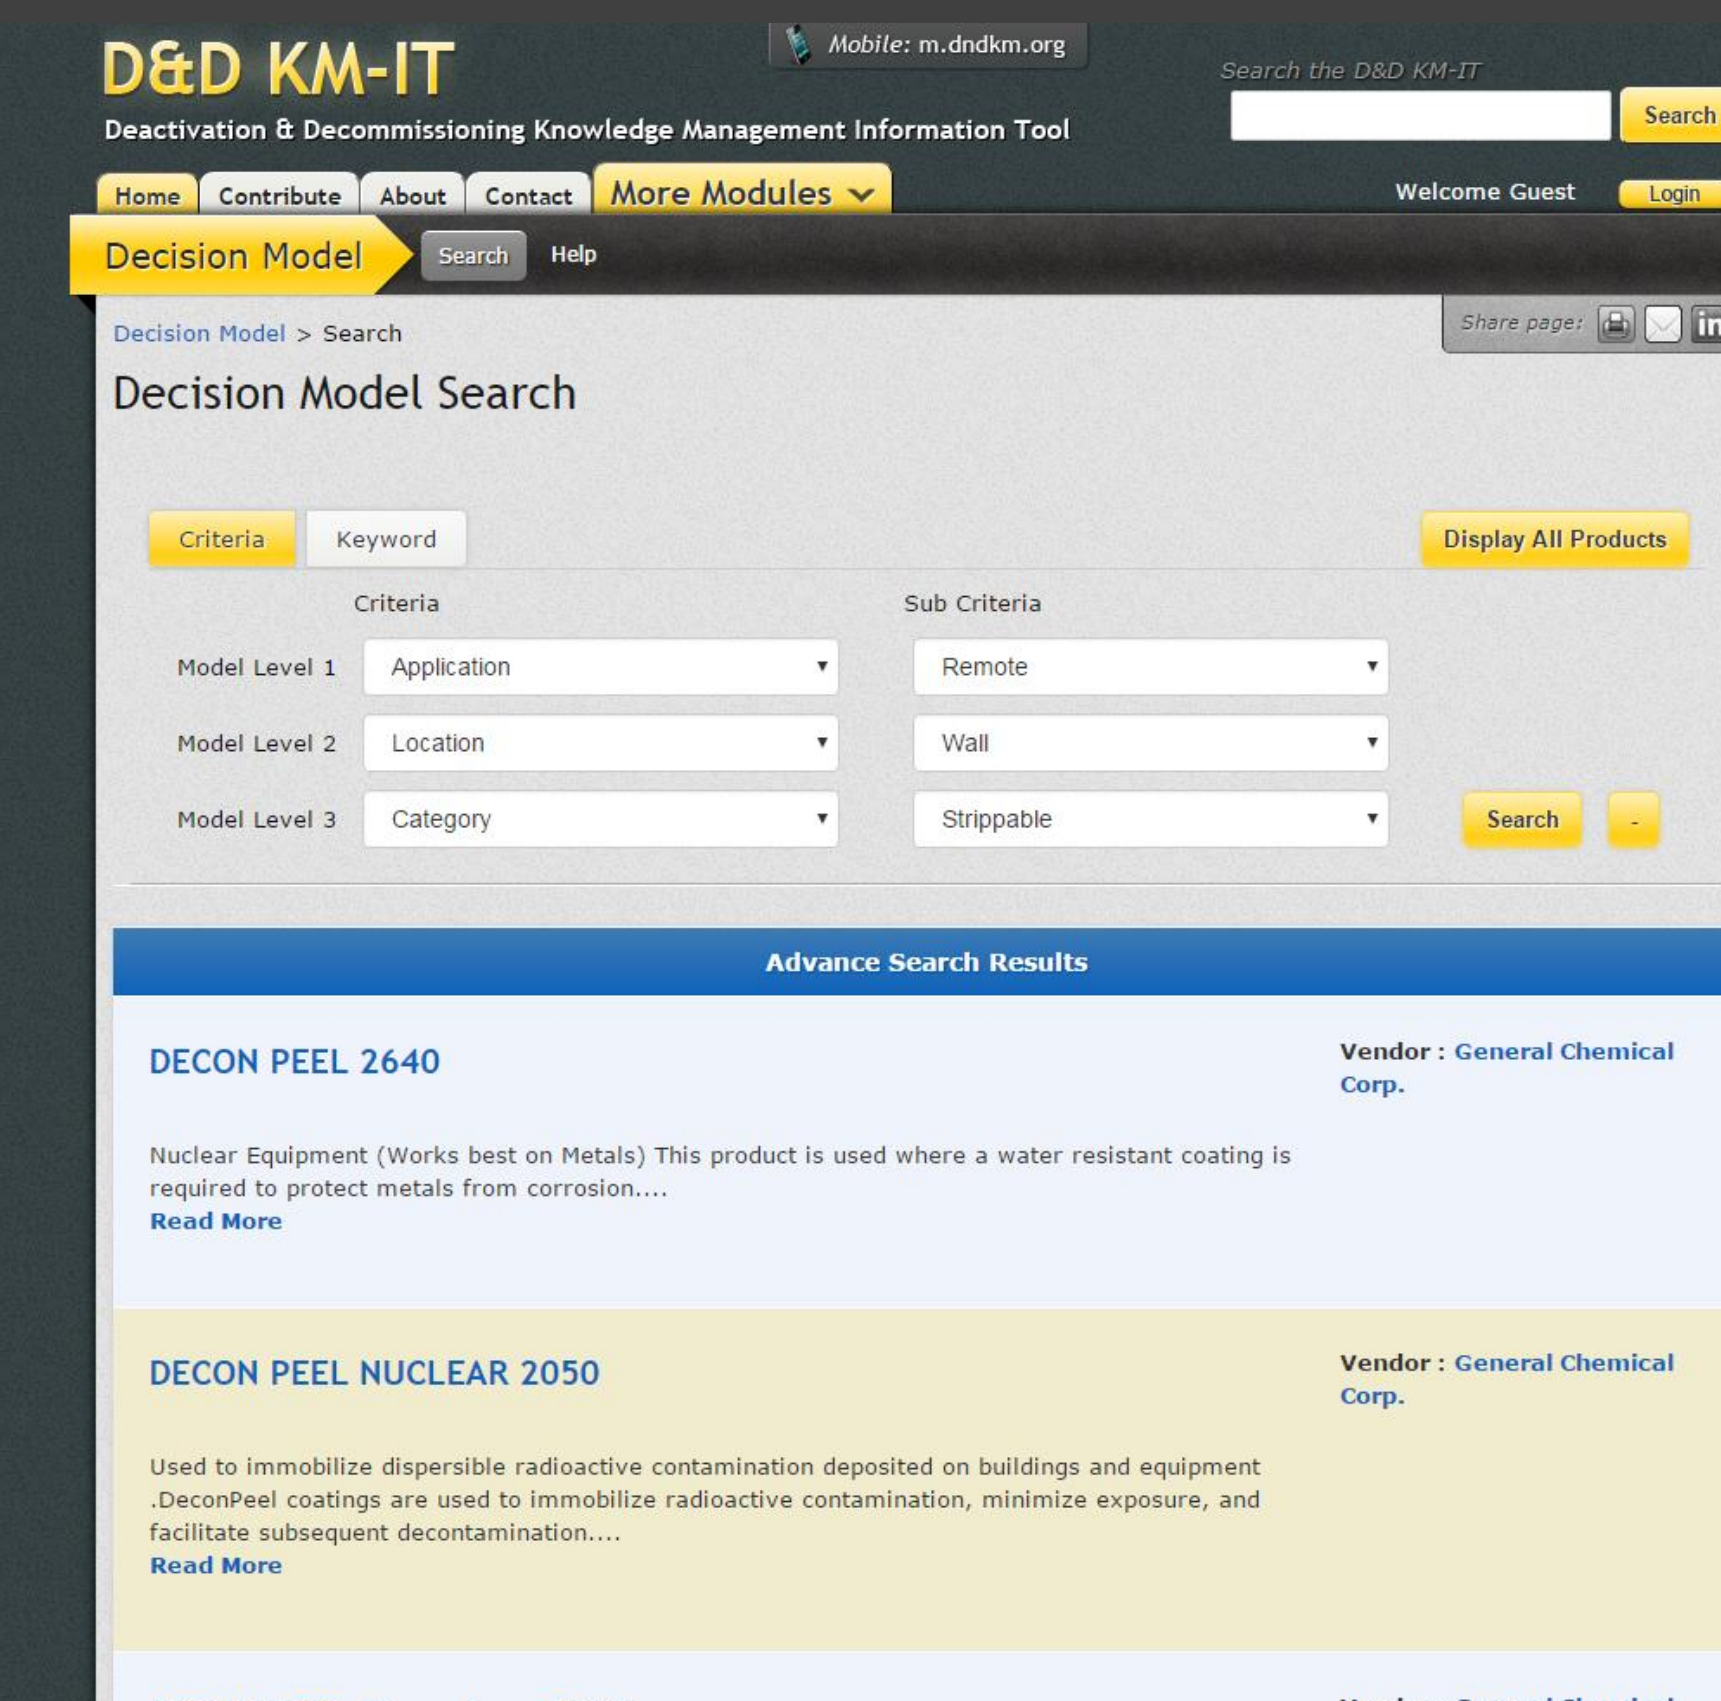 D&D KM-IT
Mobile: m.dndkm.org
Search the D&D KM-IT
Deactivation & Decommissioning Knowledge Management Information Tool
Search
Home Contribute About Contact More Modules
Welcome Guest Login
Decision Model Search Help
Decision Model > Search
Share page:
in
Decision Model Search
Criteria Keyword Display All Products
Criteria Sub Criteria
Model Level 1 Application Remote
Model Level 2 Location Wall
Model Level 3 Category Strippable Search -
Advance Search Results
DECON PEEL 2640
Vendor : General Chemical
Corp.
Nuclear Equipment (Works best on Metals) This product is used where a water resistant coating is
required to protect metals from corrosion....
Read More
DECON PEEL NUCLEAR 2050
Vendor : General Chemical
Corp.
Used to immobilize dispersible radioactive contamination deposited on buildings and equipment
.DeconPeel coatings are used to immobilize radioactive contamination, minimize exposure, and
facilitate subsequent decontamination....
Read More